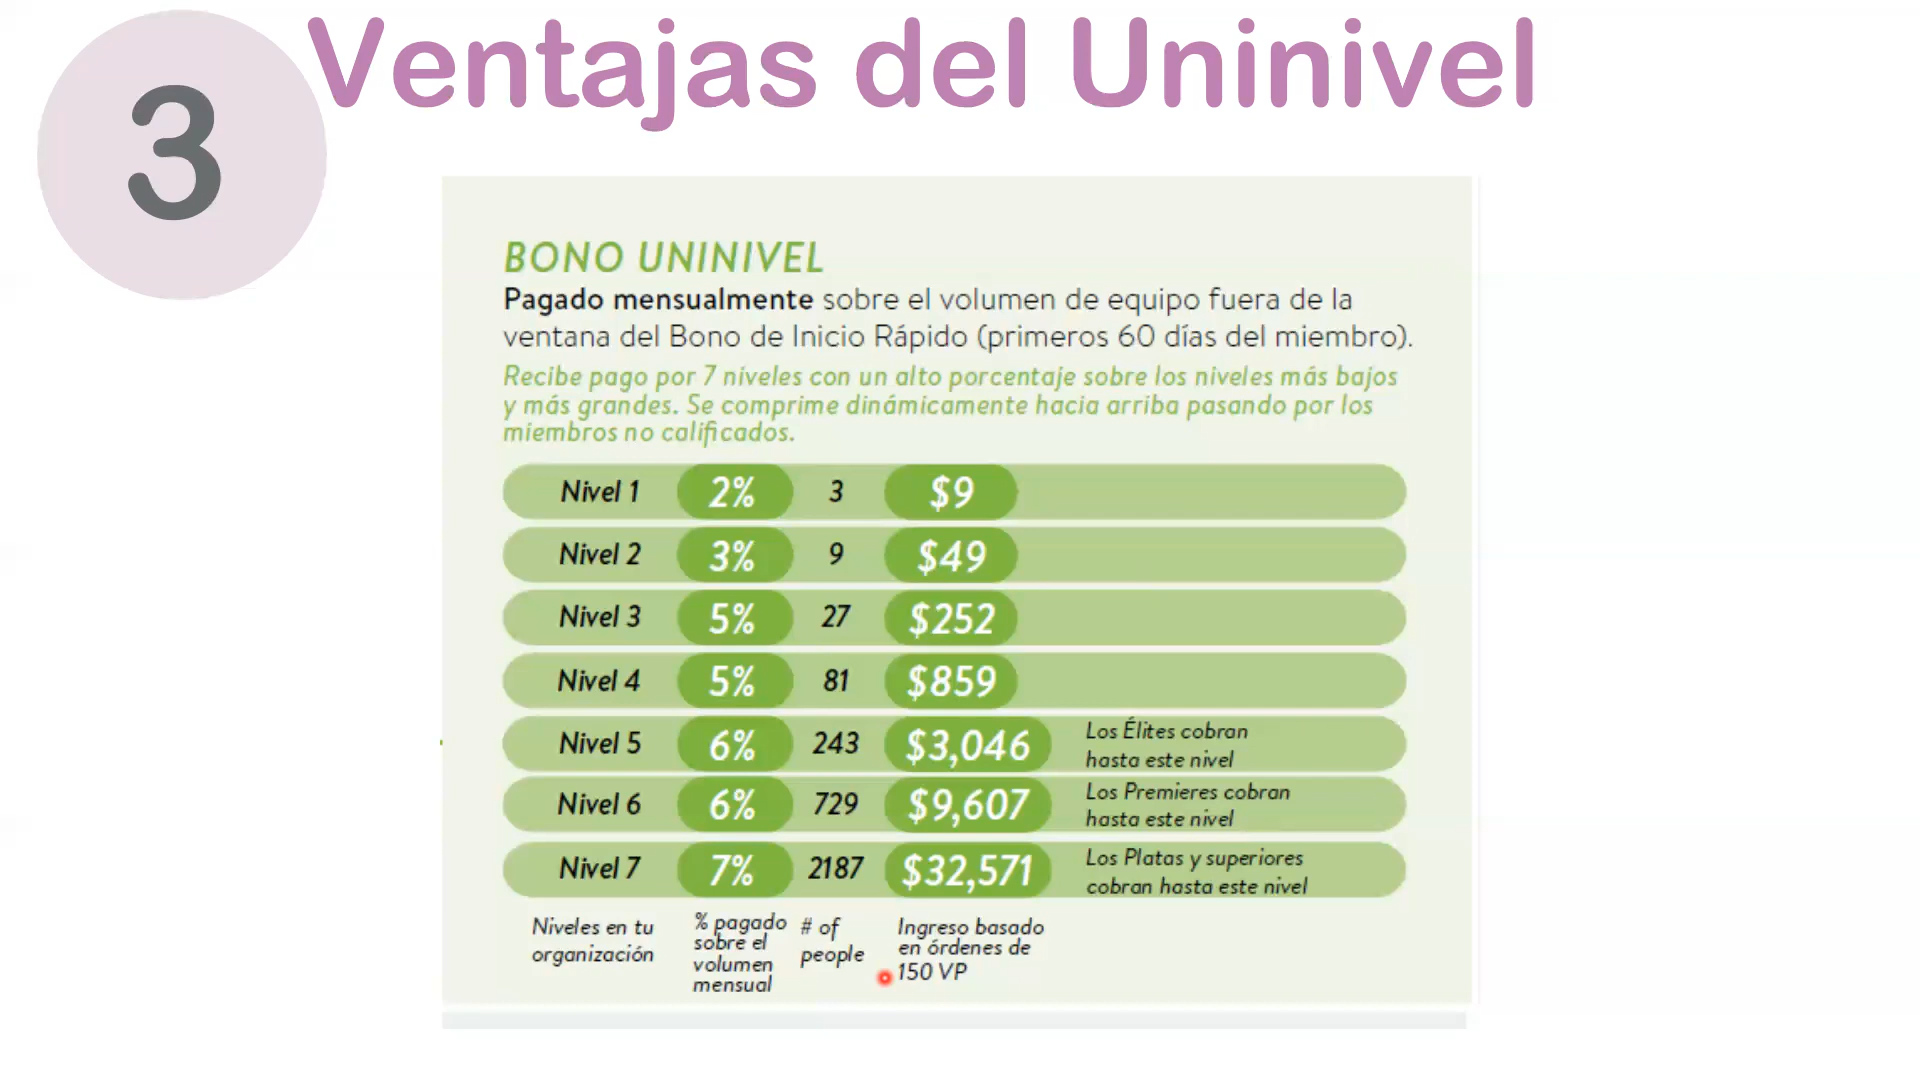 3
Ventajas del Uninivel
BONO UNINIVEL
Pagado mensualmente sobre el volumen de equipo fuera de la
ventana del Bono de Inicio Rápido (primeros 60 días del miembro).
Recibe pago por 7 niveles con un alto porcentaje sobre los niveles más bajos
y más grandes. Se comprime dinámicamente hacia arriba pasando por los
miembros no calificados.
Nivel 1 2% 3 $9
Nivel 2 3% 9 $49
Nivel 3 5% 27 $252
Nivel 4 5% 81 $859
Nivel 5 6% 243 $3,046 Los Élites cobran
hasta este nivel
Nivel 6 6% 729 $9,607 Los Premieres cobran
hasta este nivel
Nivel 7 7% 2187 $32,571 Los Platas y superiores
cobran hasta este nivel
Niveles en tu
organización
% pagado
sobre el
volumen
mensual
# of
people
Ingreso basado
en órdenes de
150 VP